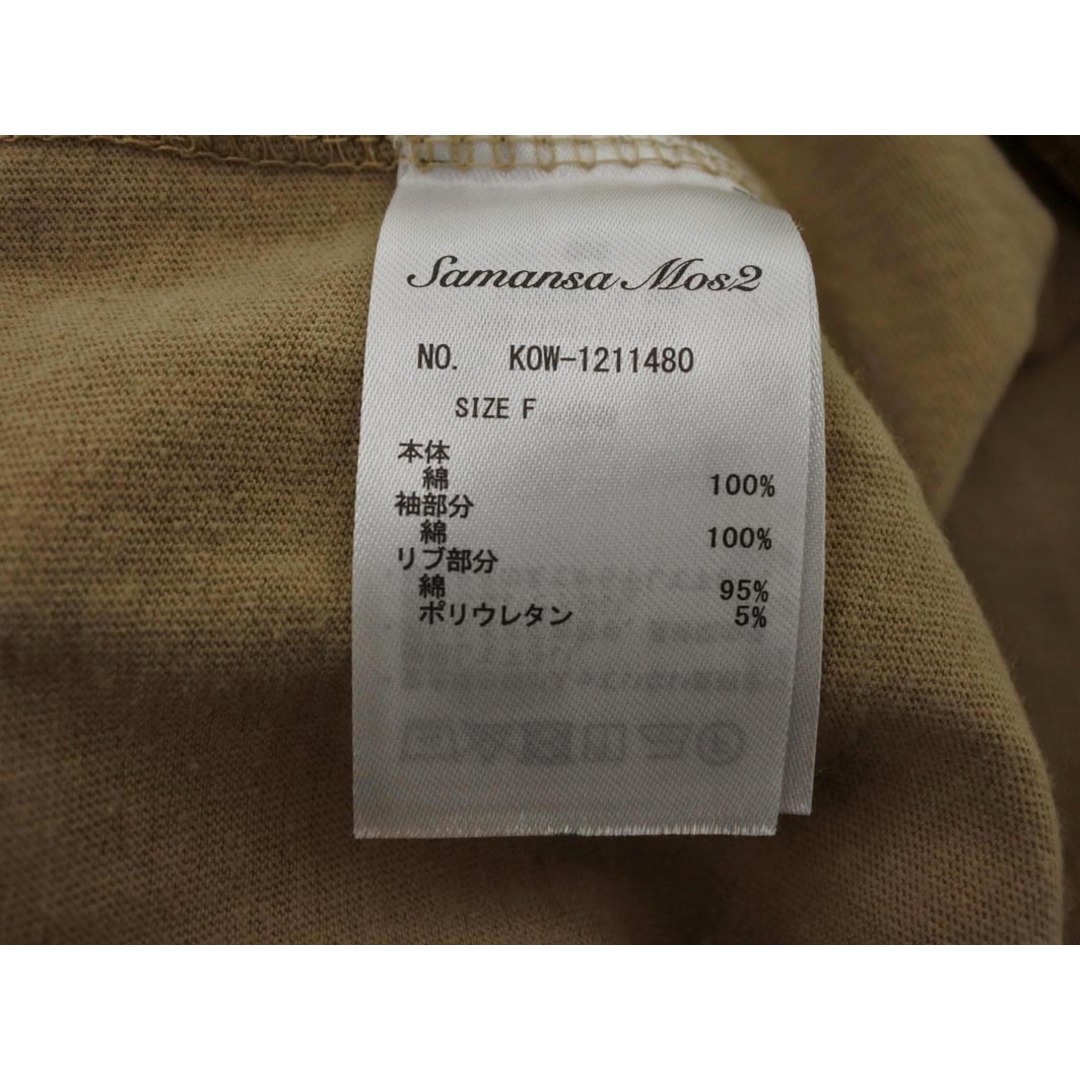 Samansa Mos2
NO. KOW-1211480
SIZE F
本体
綿 100%
袖部分
綿 100%
リブ部分
綿 95%
ポリウレタン 5%